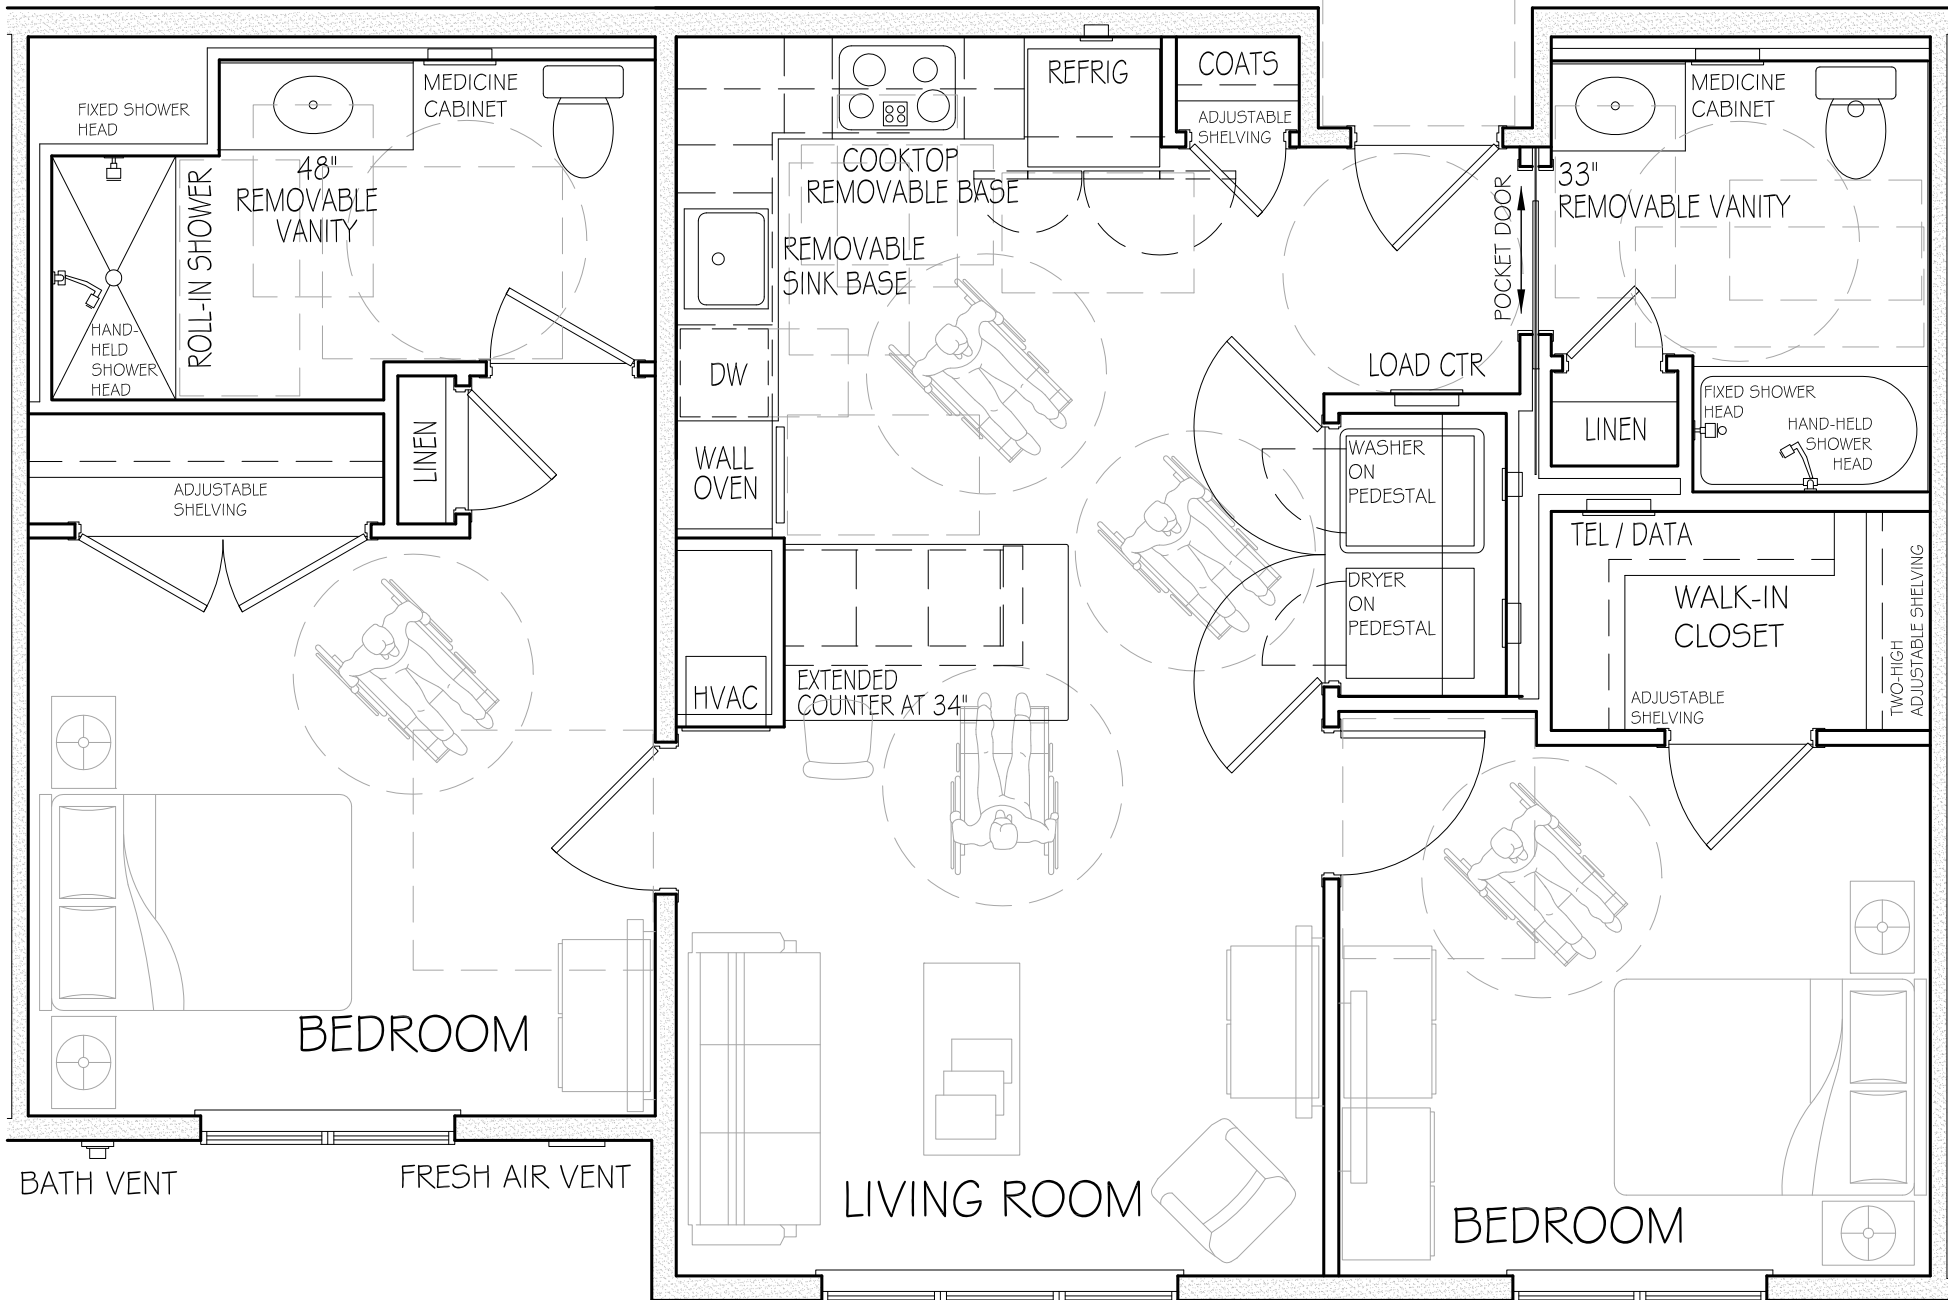 FIXED SHOWER
HEAD
48"
REMOVABLE
VANITY
MEDICINE
CABINET
ROLL-IN SHOWER
HAND-
HELD
SHOWER
HEAD
LINEN
ADJUSTABLE
SHELVING
BEDROOM
BATH VENT
FRESH AIR VENT
COOKTOP
REMOVABLE BASE
REFRIG
COATS
ADJUSTABLE
SHELVING
REMOVABLE
SINK BASE
DW
WALL
OVEN
HVAC
EXTENDED
COUNTER AT 34"
LOAD CTR
POCKET DOOR
WASHER
ON
PEDESTAL
DRYER
ON
PEDESTAL
LIVING ROOM
MEDICINE
CABINET
33"
REMOVABLE VANITY
LINEN
FIXED SHOWER
HEAD
HAND-HELD
SHOWER
HEAD
TEL / DATA
WALK-IN
CLOSET
ADJUSTABLE
SHELVING
TWO-HIGH
ADJUSTABLE SHELVING
BEDROOM